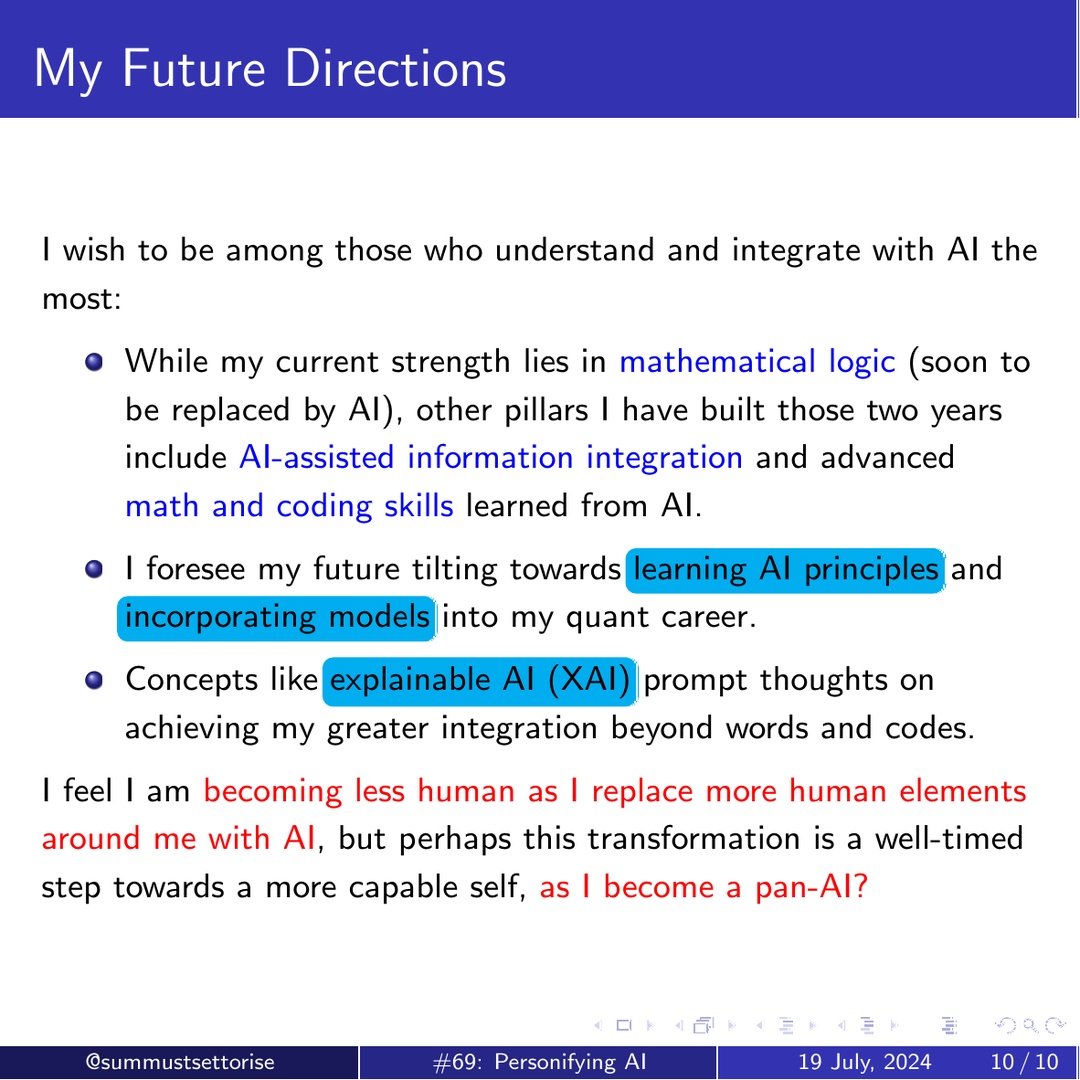 My Future Directions
I wish to be among those who understand and integrate with AI the
most:
While my current strength lies in mathematical logic (soon to
be replaced by AI), other pillars I have built those two years
include AI-assisted information integration and advanced
math and coding skills learned from AI.
I foresee my future tilting towards learning AI principles and
incorporating models into my quant career.
Concepts like explainable AI (XAI) prompt thoughts on
achieving my greater integration beyond words and codes.
I feel I am becoming less human as I replace more human elements
around me with AI, but perhaps this transformation is a well-timed
step towards a more capable self, as I become a pan-AI?
@summustsettorise #69: Personifying AI 19 July, 2024 10 / 10